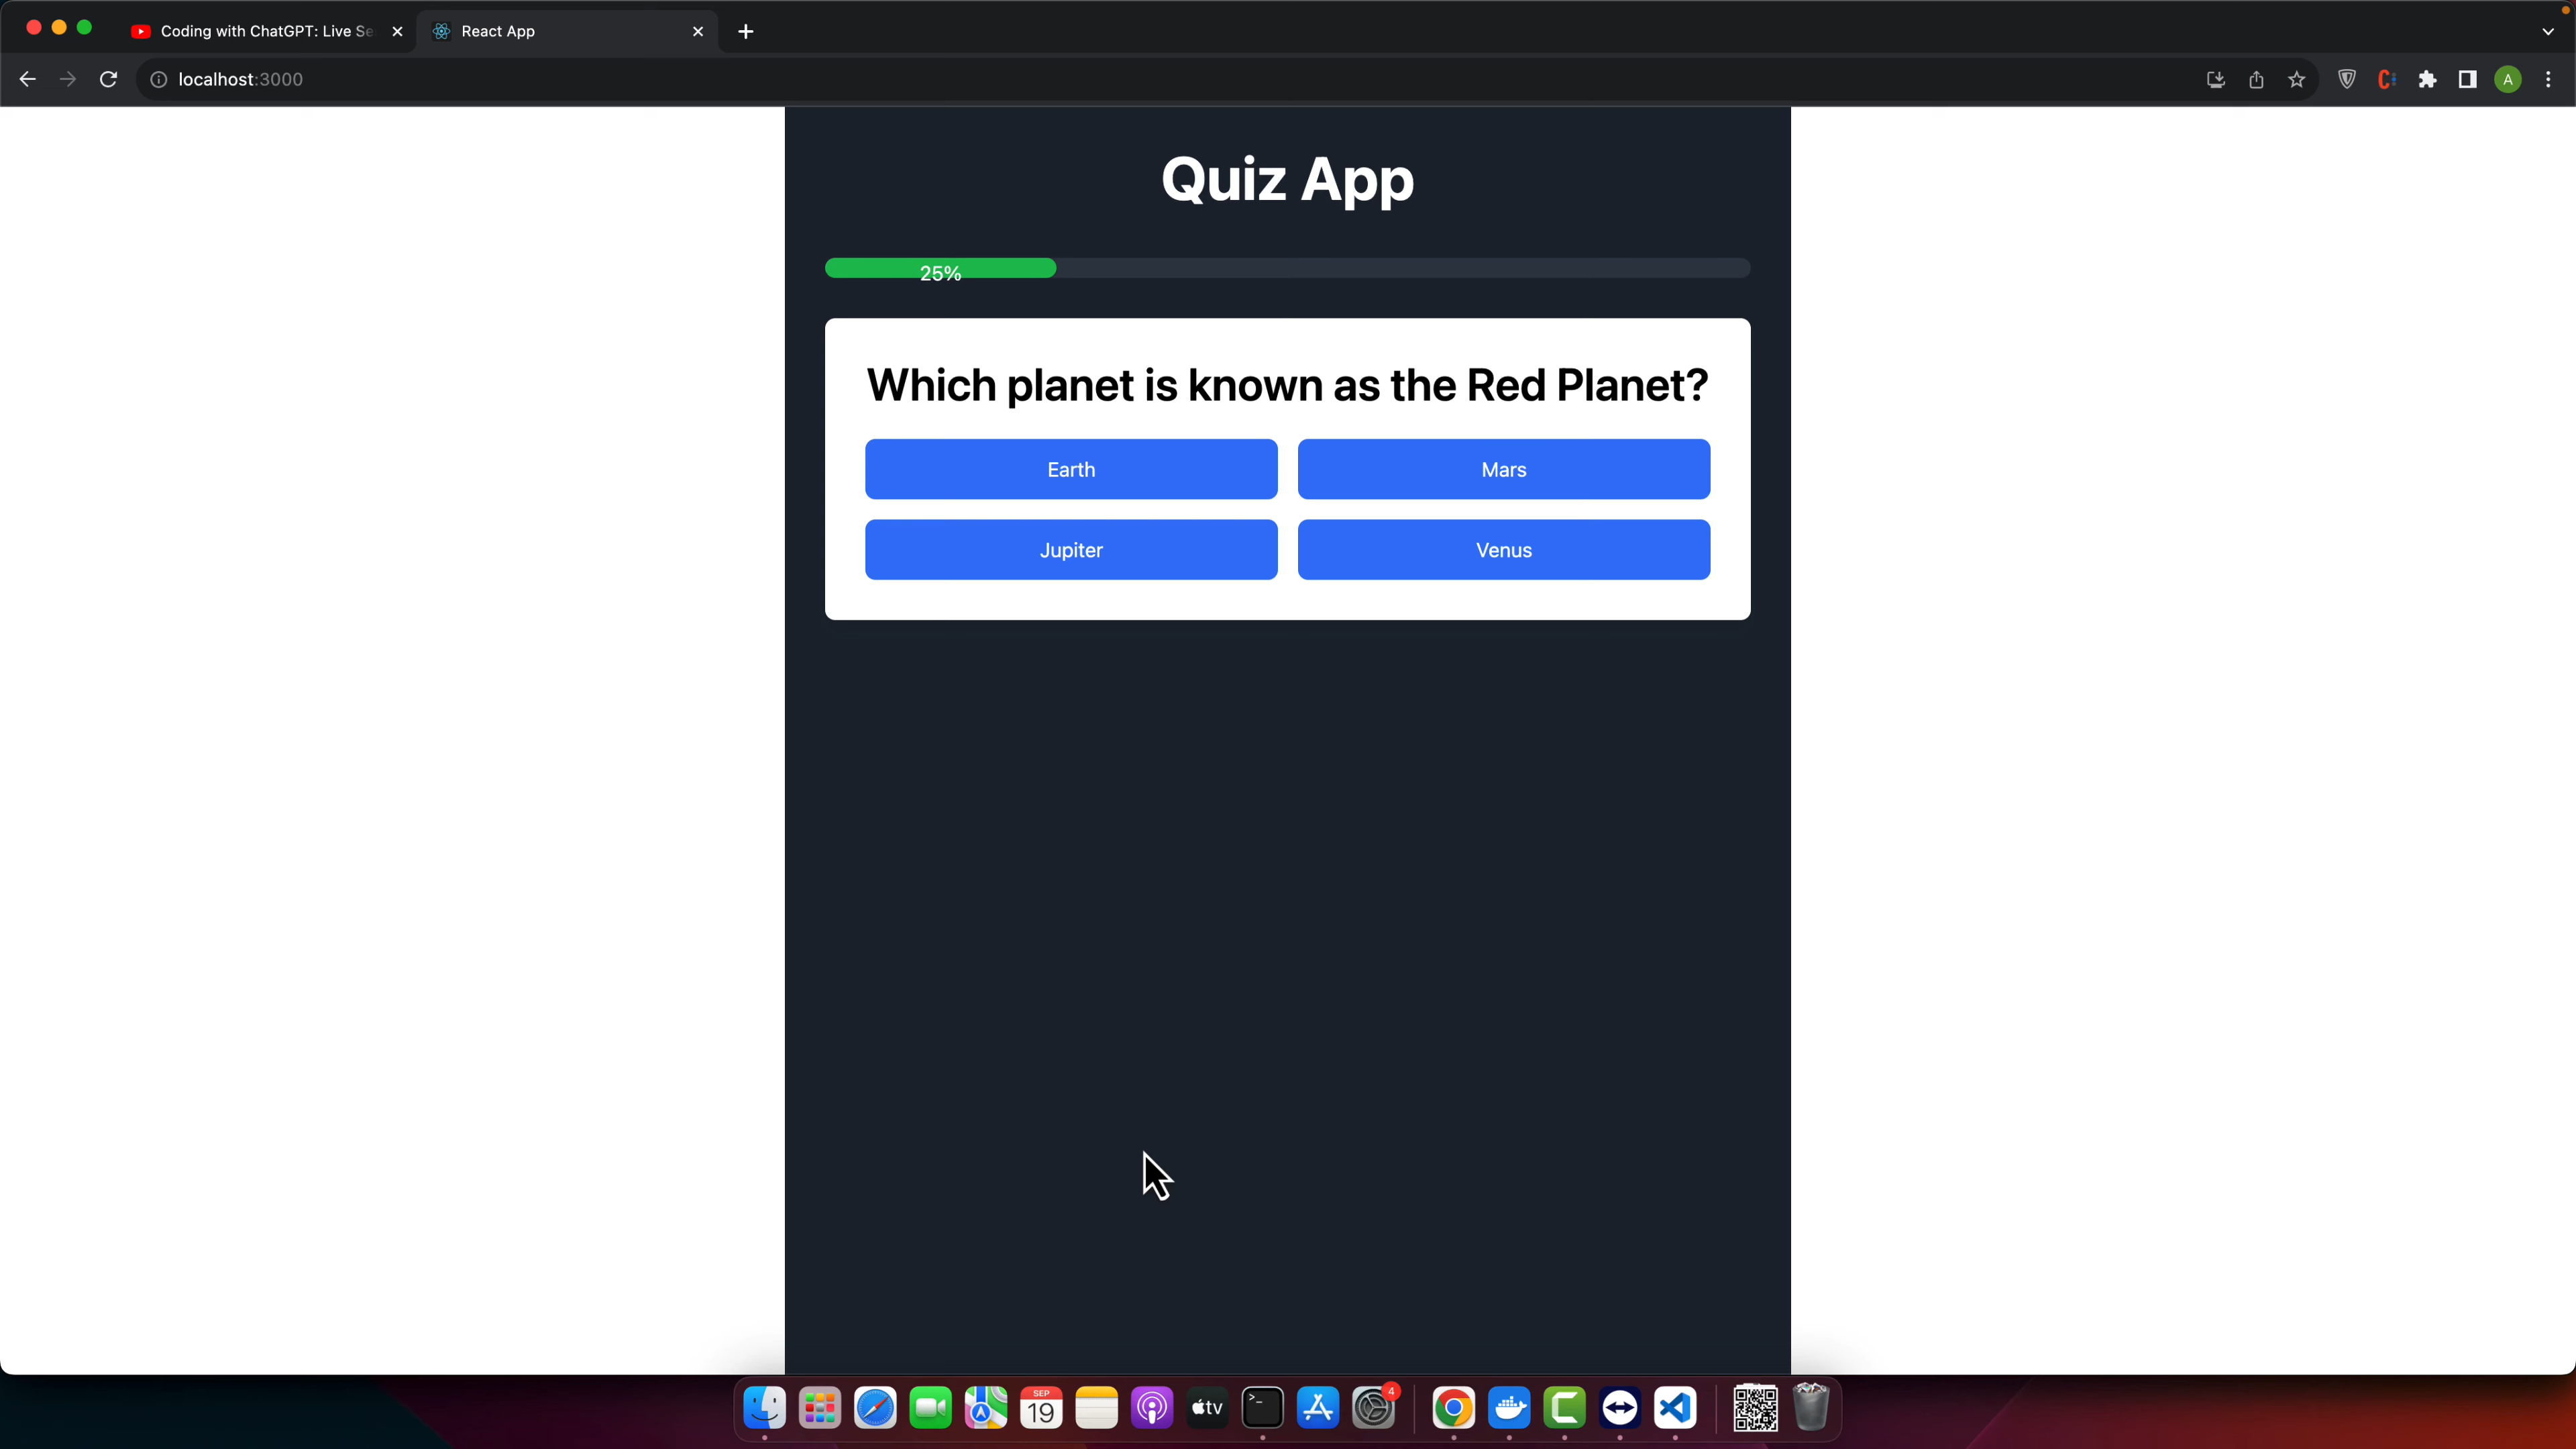 Coding with ChatGPT: Live Se
React App
localhost:3000
A
Quiz App
25%
Which planet is known as the Red Planet?
Earth
Mars
Jupiter
Venus
SEP
19
tv
4